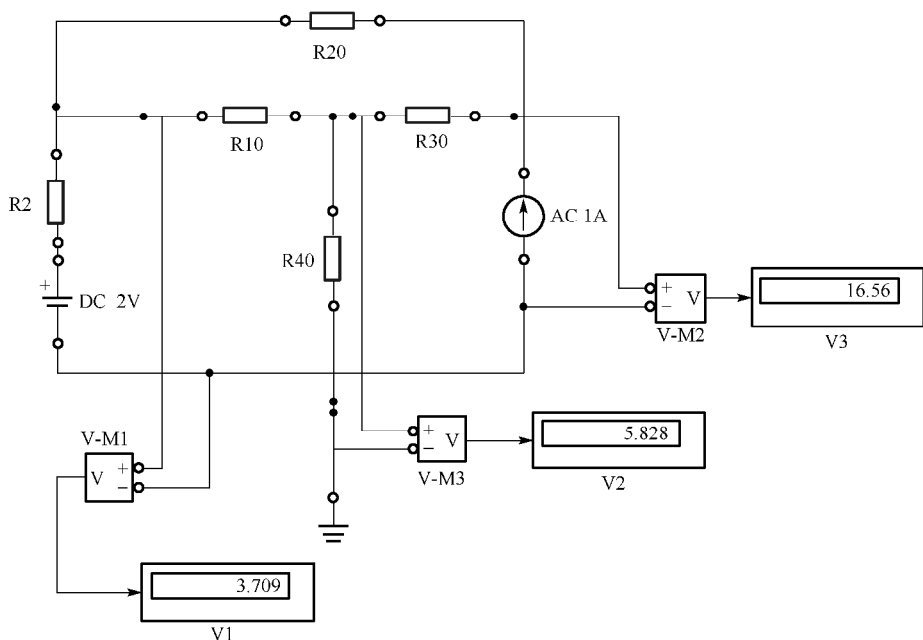 R20
R10
R30
R2
+
DC 2V
R40
AC 1A
+
−
V
V-M2
16.56
V3
V-M1
V
+
−
+
−
V
V-M3
5.828
V2
3.709
V1